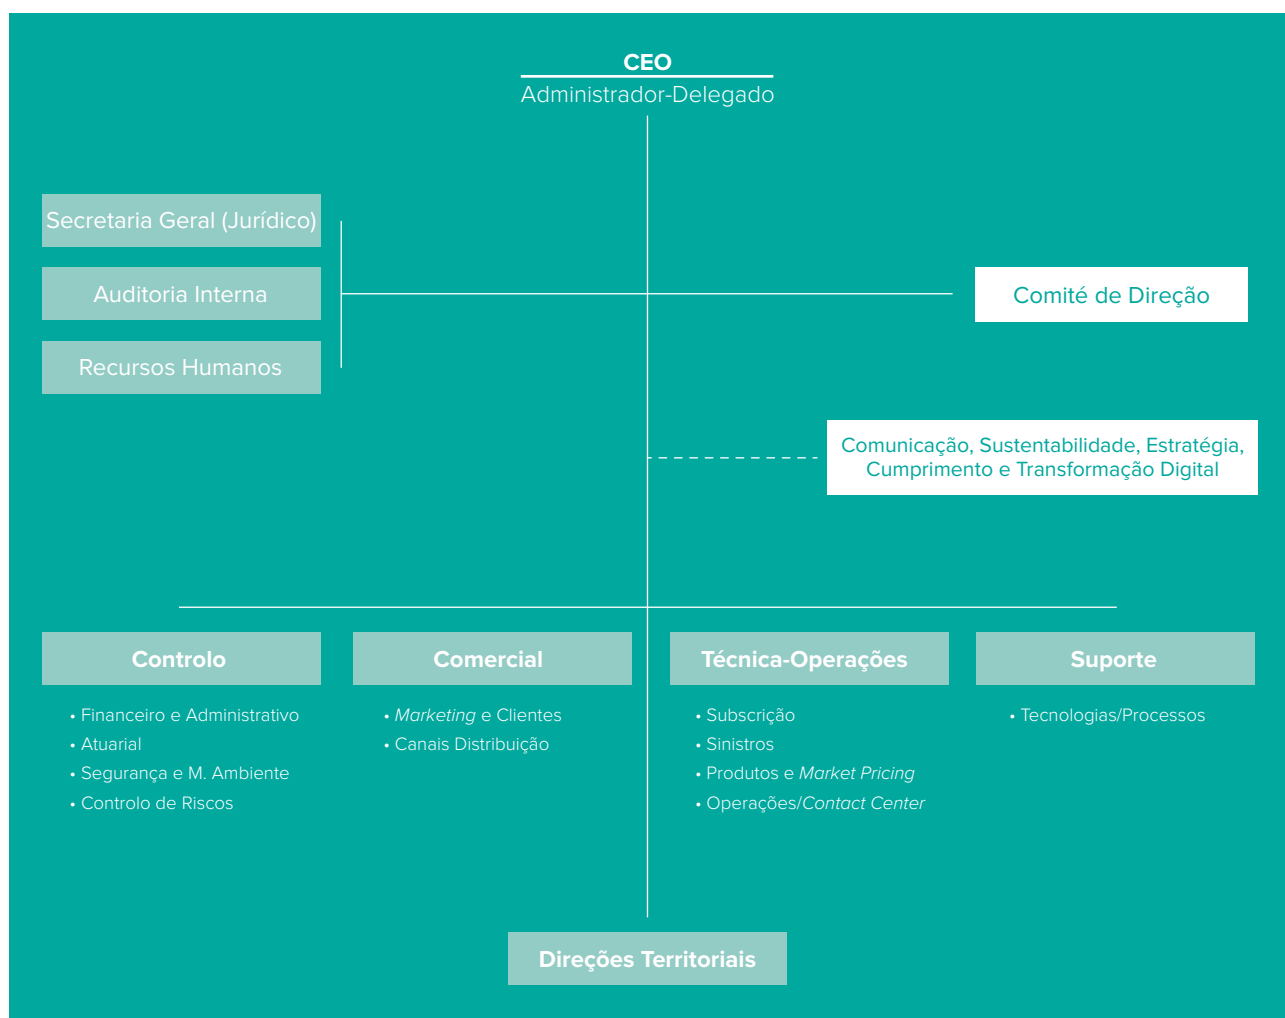 CEO
Administrador-Delegado
Secretaria Geral (Jurídico)
Auditoria Interna
Recursos Humanos
Comité de Direção
Comunicação, Sustentabilidade, Estratégia,
Cumprimento e Transformação Digital
Controlo
• Financeiro e Administrativo
• Atuarial
• Segurança e M. Ambiente
• Controlo de Riscos
Comercial
• Marketing e Clientes
• Canais Distribuição
Técnica-Operações
• Subscrição
• Sinistros
• Produtos e Market Pricing
• Operações/Contact Center
Suporte
• Tecnologias/Processos
Direções Territoriais